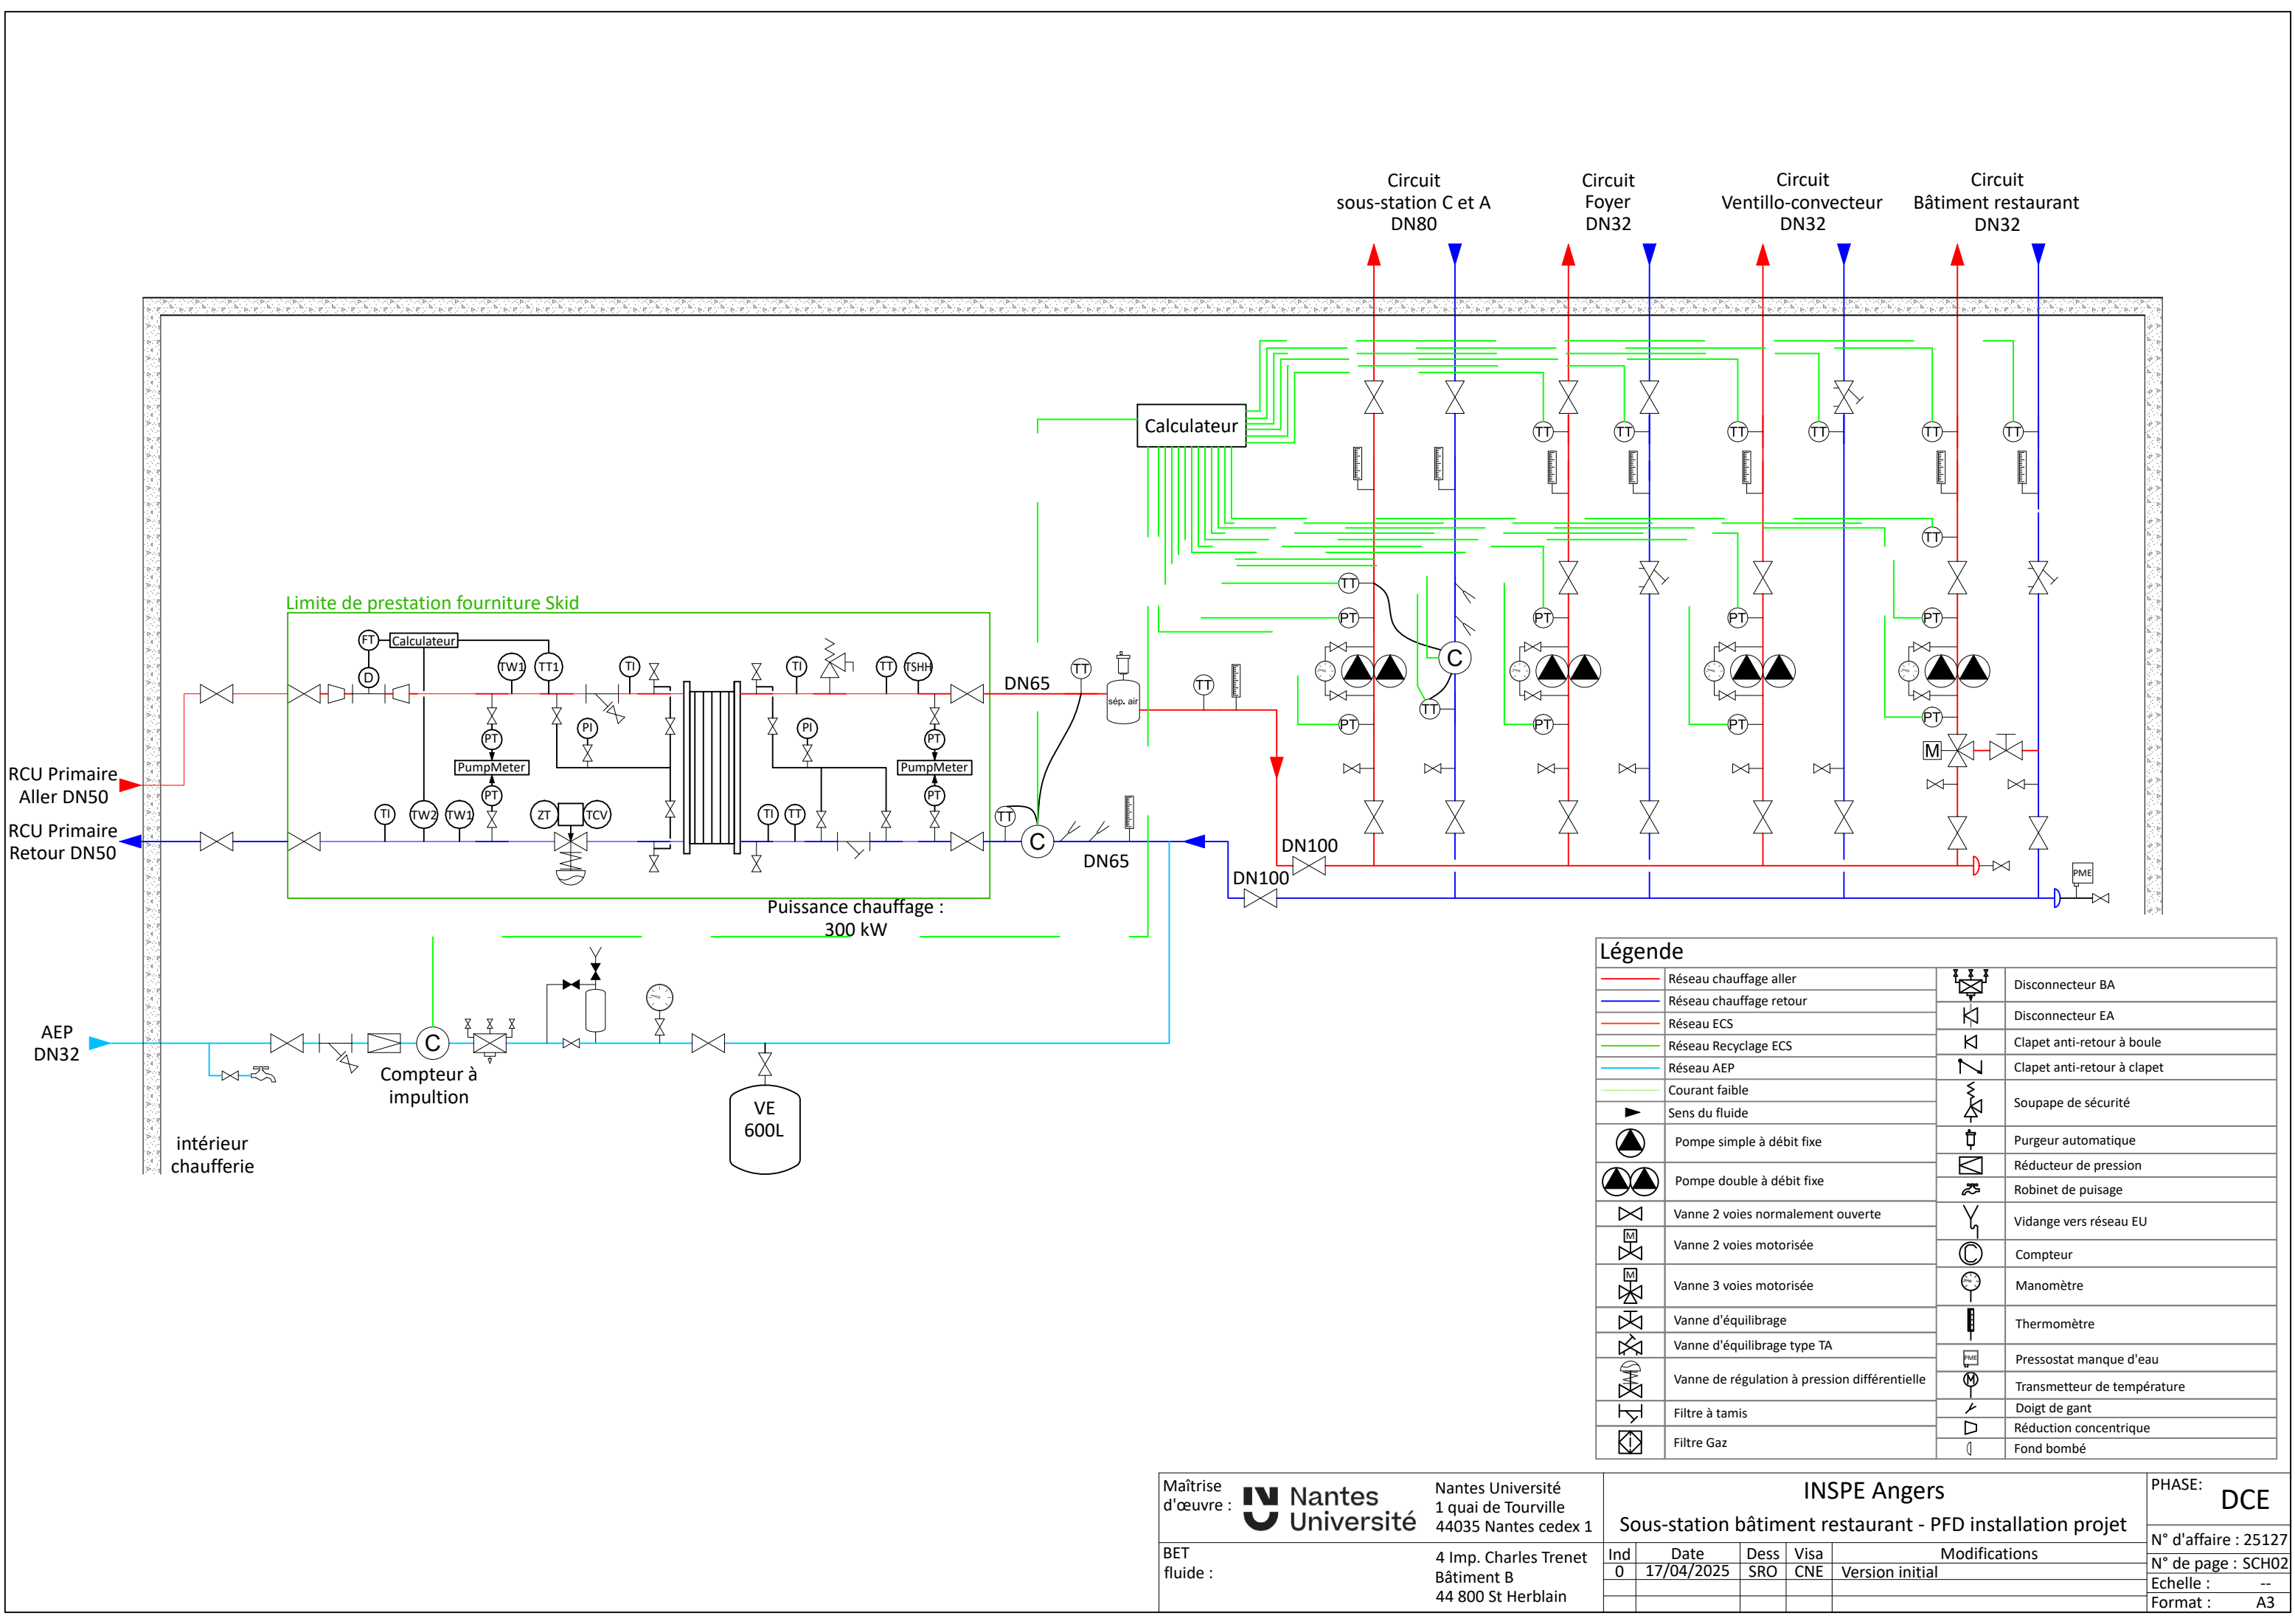 Circuit
sous-station C et A
DN80
Circuit
Foyer
DN32
Circuit
Ventillo-convecteur
DN32
Circuit
Bâtiment restaurant
DN32
Calculateur
TT
TT
TT
TT
TT
TT
TT
TT
PT
PT
PT
PT
C
TT
PT
PT
PT
PT
M
Limite de prestation fourniture Skid
FT
Calculateur
D
TW1
TT1
TI
TI
TT
TSHH
DN65
TT
sép. air
TT
PT
PI
PI
PT
PumpMeter
PumpMeter
PT
PT
RCU Primaire
Aller DN50
RCU Primaire
Retour DN50
TI
TW2
TW1
ZT
TCV
TI
TT
TT
C
DN65
DN100
DN100
PME
Puissance chauffage :
300 kW
AEP
DN32
C
Compteur à
impultion
VE
600L
intérieur
chaufferie
Légende
Réseau chauffage aller
Réseau chauffage retour
Réseau ECS
Réseau Recyclage ECS
Réseau AEP
Courant faible
Sens du fluide
Pompe simple à débit fixe
Pompe double à débit fixe
Vanne 2 voies normalement ouverte
M
Vanne 2 voies motorisée
M
Vanne 3 voies motorisée
Vanne d'équilibrage
Vanne d'équilibrage type TA
Vanne de régulation à pression différentielle
Filtre à tamis
Filtre Gaz
Disconnecteur BA
Disconnecteur EA
Clapet anti-retour à boule
Clapet anti-retour à clapet
Soupape de sécurité
Purgeur automatique
Réducteur de pression
Robinet de puisage
Vidange vers réseau EU
C
Compteur
Manomètre
Thermomètre
PME
Pressostat manque d'eau
M
Transmetteur de température
Doigt de gant
Réduction concentrique
Fond bombé
Maîtrise
d'œuvre :
Nantes
Université
Nantes Université
1 quai de Tourville
44035 Nantes cedex 1
BET
fluide :
4 Imp. Charles Trenet
Bâtiment B
44 800 St Herblain
INSPE Angers
Sous-station bâtiment restaurant - PFD installation projet
Ind Date Dess Visa Modifications
0 17/04/2025 SRO CNE Version initial
PHASE:
DCE
N° d'affaire : 25127
N° de page : SCH02
Echelle : --
Format : A3